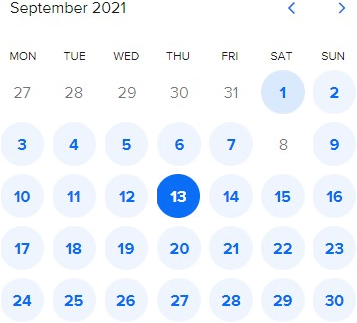 September 2021
MON TUE WED THU FRI SAT SUN
27 28 29 30 31 1 2
3 4 5 6 7 8 9
10 11 12 13 14 15 16
17 18 19 20 21 22 23
24 25 26 27 28 29 30